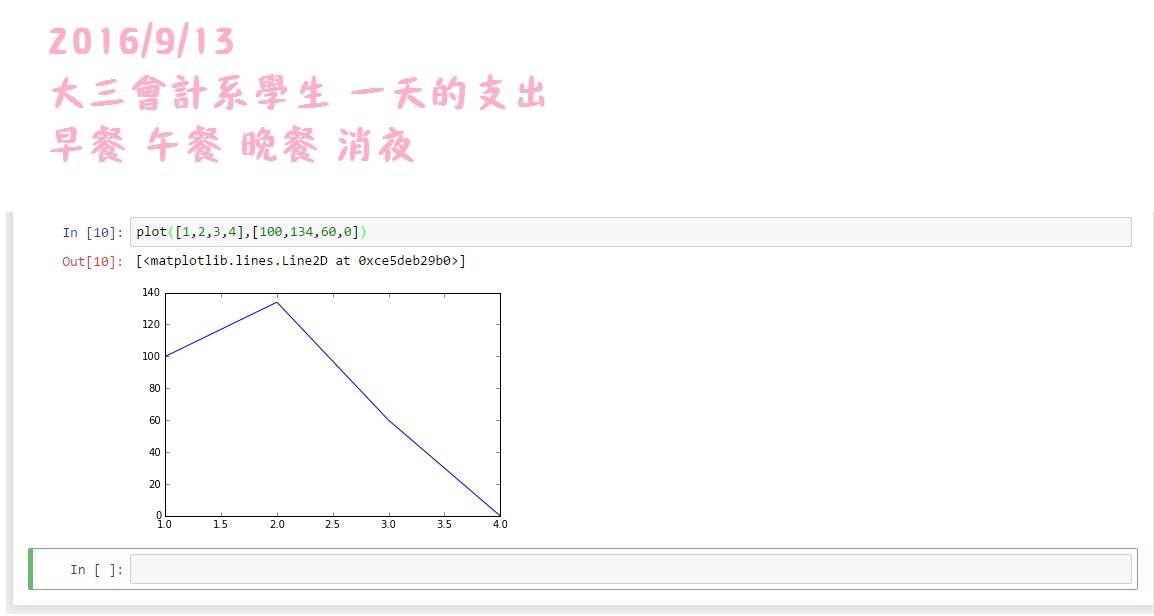 2016/9/13
大三會計系學生 一天的支出
早餐 午餐 晚餐 消夜
In [10]: plot([1,2,3,4],[100,134,60,0])
Out[10]: [<matplotlib.lines.Line2D at 0xce5deb29b0>]
140
120
100
80
60
40
20
0
1.0 1.5 2.0 2.5 3.0 3.5 4.0
In [ ]: